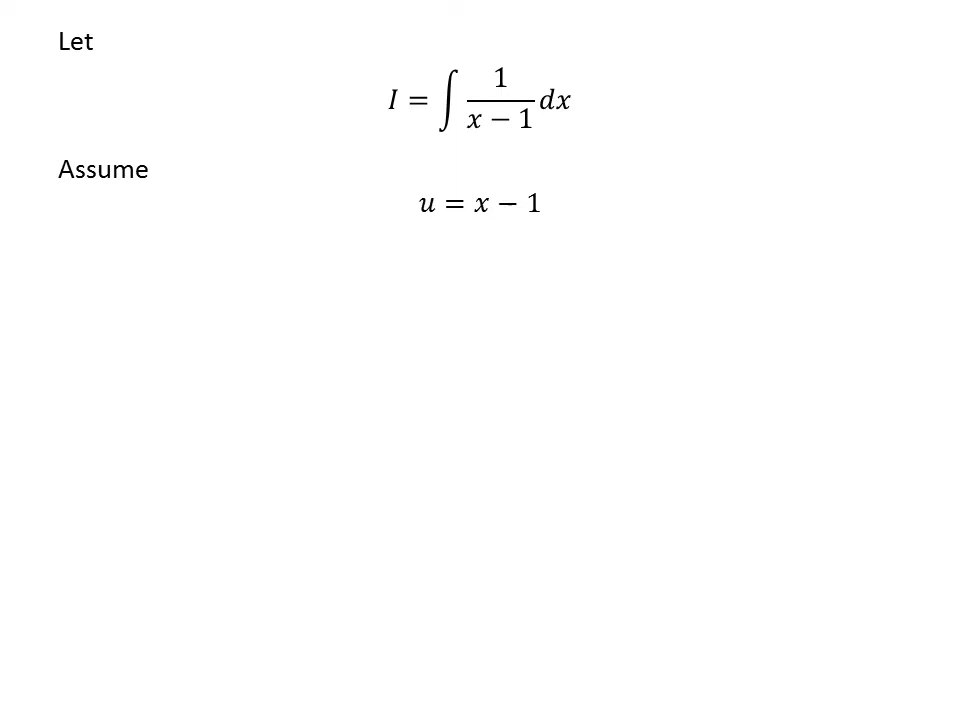 Let
𝐼 = ∫ 1/(𝑥 − 1) 𝑑𝑥
Assume
𝑢 = 𝑥 − 1